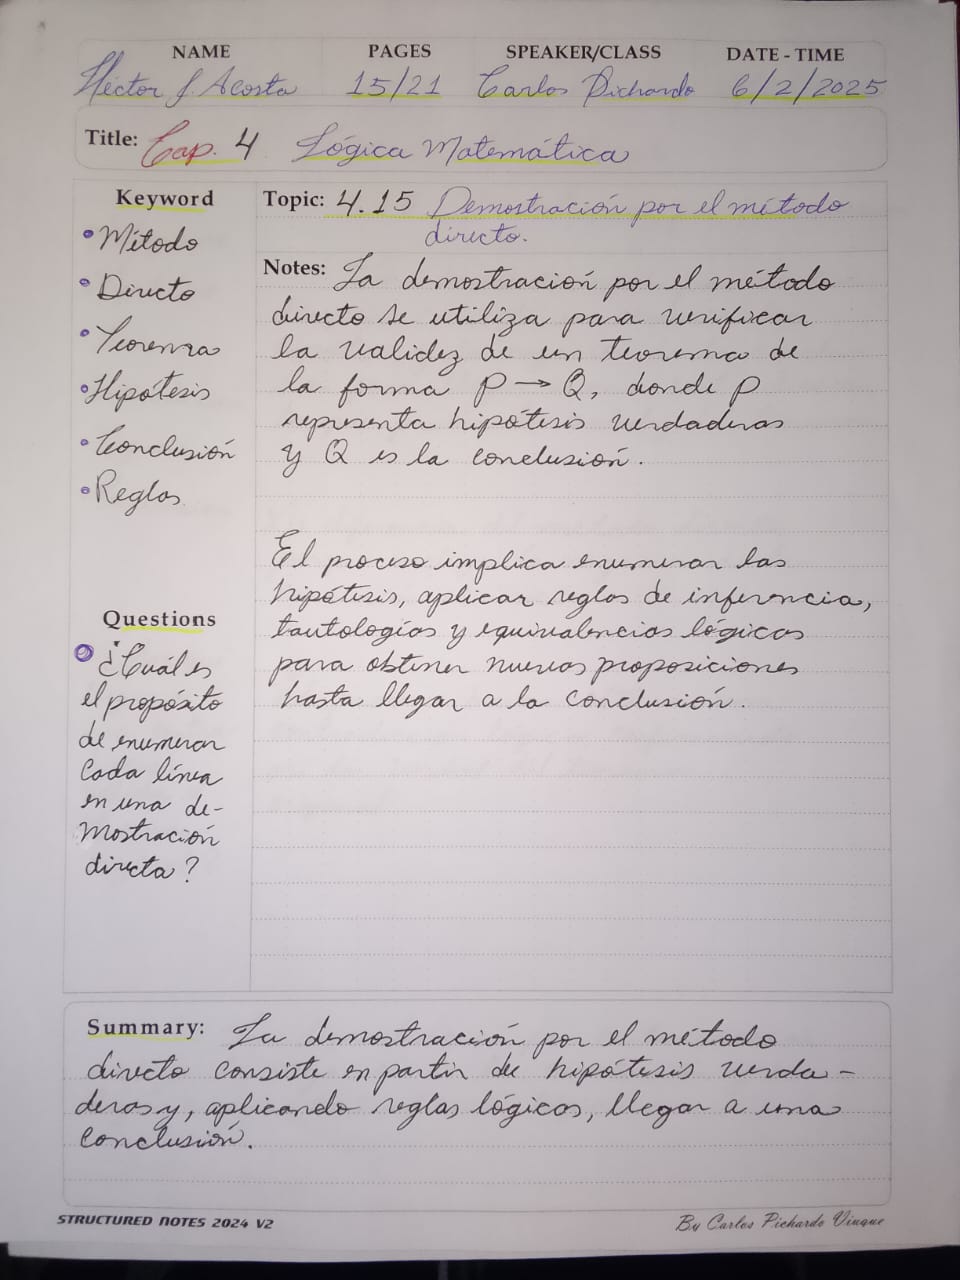 NAME PAGES SPEAKER/CLASS DATE - TIME
Héctor J. Acosta 15/21 Carlos Pichardo 6/2/2025
Title: Cap. 4 Lógica Matemática
Keyword
• Método
• Directo
• Teorema
• Hipótesis
• Conclusión
• Reglas
Questions
• ¿Cuál es
el propósito
de enumerar
cada línea
en una de-
mostración
directa?
Topic: 4.15 Demostración por el método
directo.
Notes: La demostración por el método
directo se utiliza para verificar
la validez de un teorema de
la forma P → Q, donde P
representa hipótesis verdaderas
y Q es la conclusión.
El proceso implica enumerar las
hipótesis, aplicar reglas de inferencia,
tautologías y equivalencias lógicas
para obtener nuevas proposiciones
hasta llegar a la conclusión.
Summary: La demostración por el método
directo consiste en partir de hipótesis verda-
deras y, aplicando reglas lógicas, llegar a una
conclusión.
STRUCTURED NOTES 2024 V2 By Carlos Pichardo Viuque